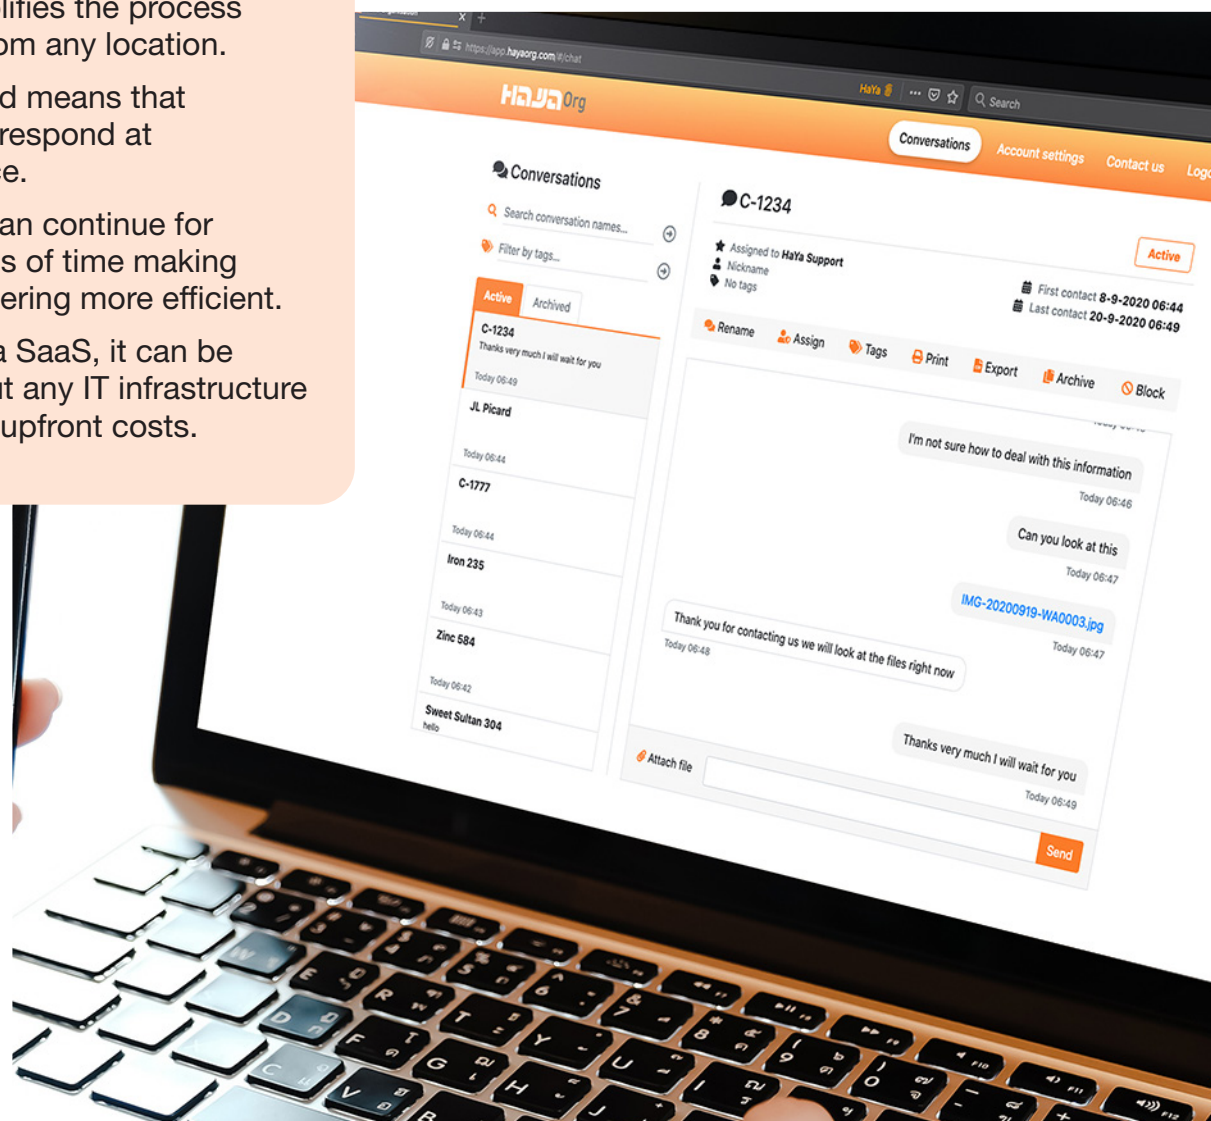 lifies the process
om any location.
d means that
respond at
ce.
an continue for
s of time making
ering more efficient.
a SaaS, it can be
ut any IT infrastructure
upfront costs.
https://app.hayaorg.com/#/chat
HaYa
Search
HaJa Org
Conversations
Account settings
Contact us
Logo
Conversations
Search conversation names...
Filter by tags...
Active
Archived
C-1234
Thanks very much I will wait for you
Today 06:49
JL Picard
Today 06:44
C-1777
Today 06:44
Iron 235
Today 06:43
Zinc 584
Today 06:42
Sweet Sultan 304
hello
C-1234
Active
Assigned to HaYa Support
Nickname
No tags
First contact 8-9-2020 06:44
Last contact 20-9-2020 06:49
Rename
Assign
Tags
Print
Export
Archive
Block
I'm not sure how to deal with this information
Today 06:46
Can you look at this
Today 06:47
IMG-20200919-WA0003.jpg
Today 06:47
Thank you for contacting us we will look at the files right now
Today 06:48
Thanks very much I will wait for you
Today 06:49
Attach file
Send